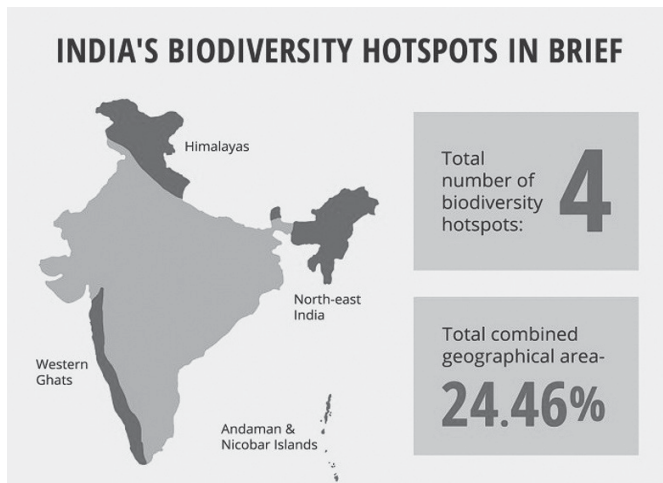 INDIA'S BIODIVERSITY HOTSPOTS IN BRIEF
Himalayas
North-east
India
Western
Ghats
Andaman &
Nicobar Islands
Total
number of
biodiversity
hotspots:
4
Total combined
geographical area-
24.46%